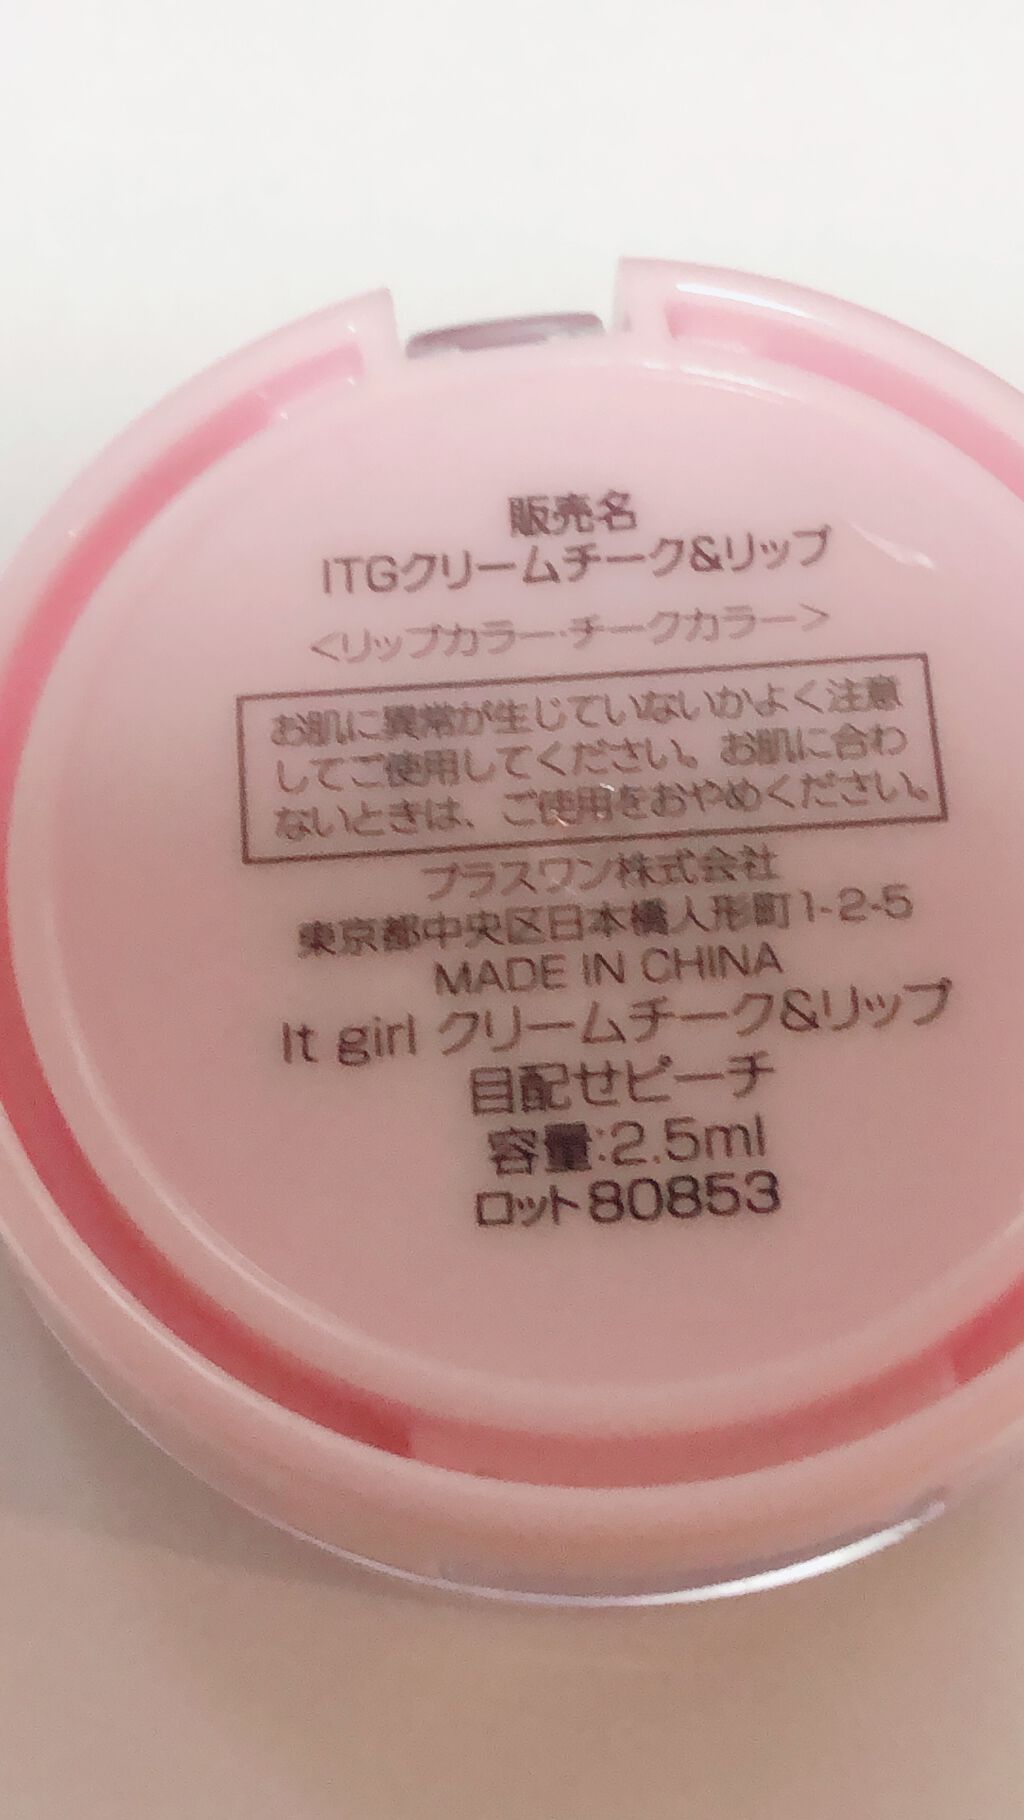 販売名
ITGクリームチーク&リップ
<リップカラー・チークカラー>
お肌に異常が生じていないかよく注意
してご使用してください。お肌に合わ
ないときは、ご使用をおやめください。
プラスワン株式会社
東京都中央区日本橋人形町1-2-5
MADE IN CHINA
It girl クリームチーク&リップ
目配せピーチ
容量:2.5ml
ロット80853